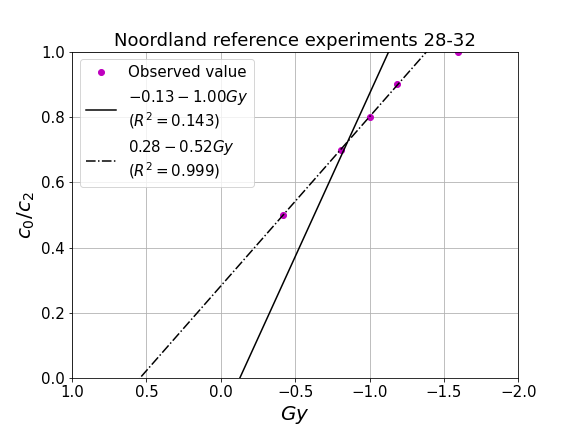 Noordland reference experiments 28-32
1.0
0.8
0.6
0.4
0.2
0.0
c₀/c₂
Observed value
−0.13 − 1.00Gy
(R² = 0.143)
0.28 − 0.52Gy
(R² = 0.999)
1.0 0.5 0.0 −0.5 −1.0 −1.5 −2.0
Gy